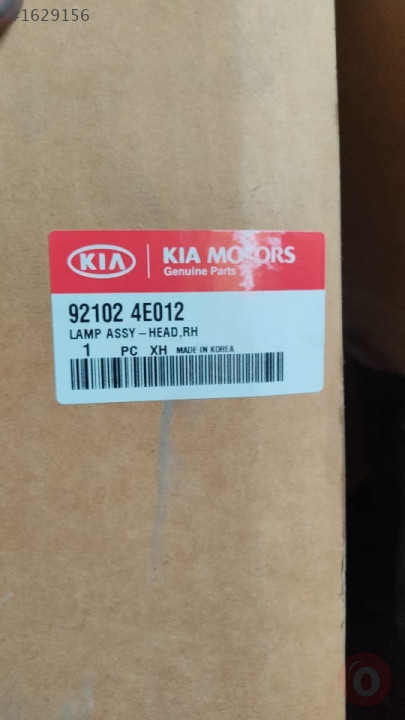 #1629156
KIA
KIA MOTORS
Genuine Parts
92102 4E012
LAMP ASSY-HEAD,RH
1 PC XH MADE IN KOREA